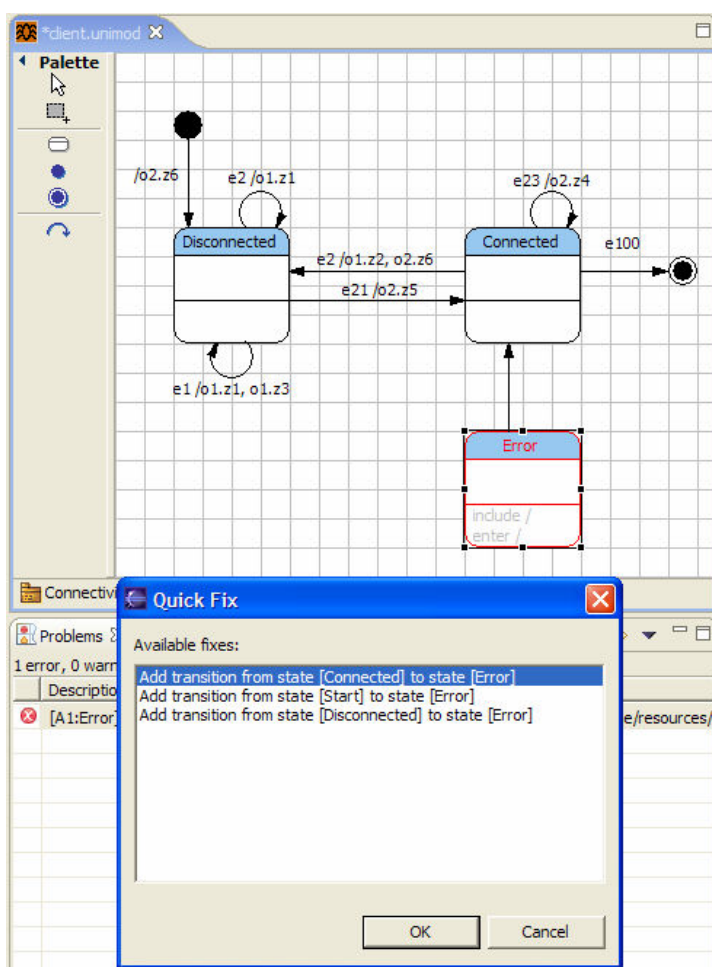 *client.unimod
Palette
/o2.z6
e2 /o1.z1
e23 /o2.z4
Disconnected
Connected
e100
e2 /o1.z2, o2.z6
e21 /o2.z5
e1 /o1.z1, o1.z3
Error
include /
enter /
Connectivi
Quick Fix
Problems
1 error, 0 warn
Available fixes:
Descriptio
Add transition from state [Connected] to state [Error]
Add transition from state [Start] to state [Error]
Add transition from state [Disconnected] to state [Error]
[A1:Error]
e/resources/
OK
Cancel